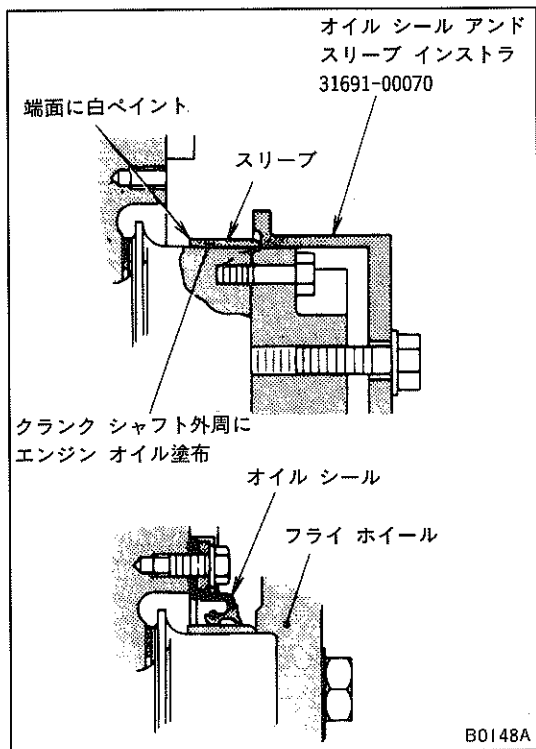 オイル シール アンド
スリーブ インストラ
31691-00070
端面に白ペイント
スリーブ
クランク シャフト外周に
エンジン オイル塗布
オイル シール
フライ ホイール
B0148A